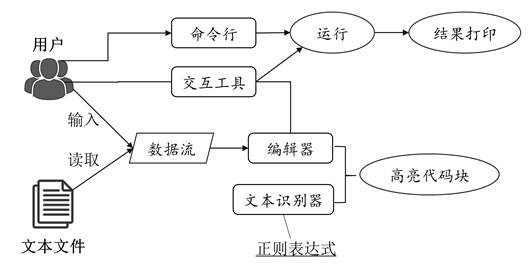 用户
命令行
运行
结果打印
交互工具
输入
数据流
编辑器
读取
高亮代码块
文本识别器
文本文件
正则表达式